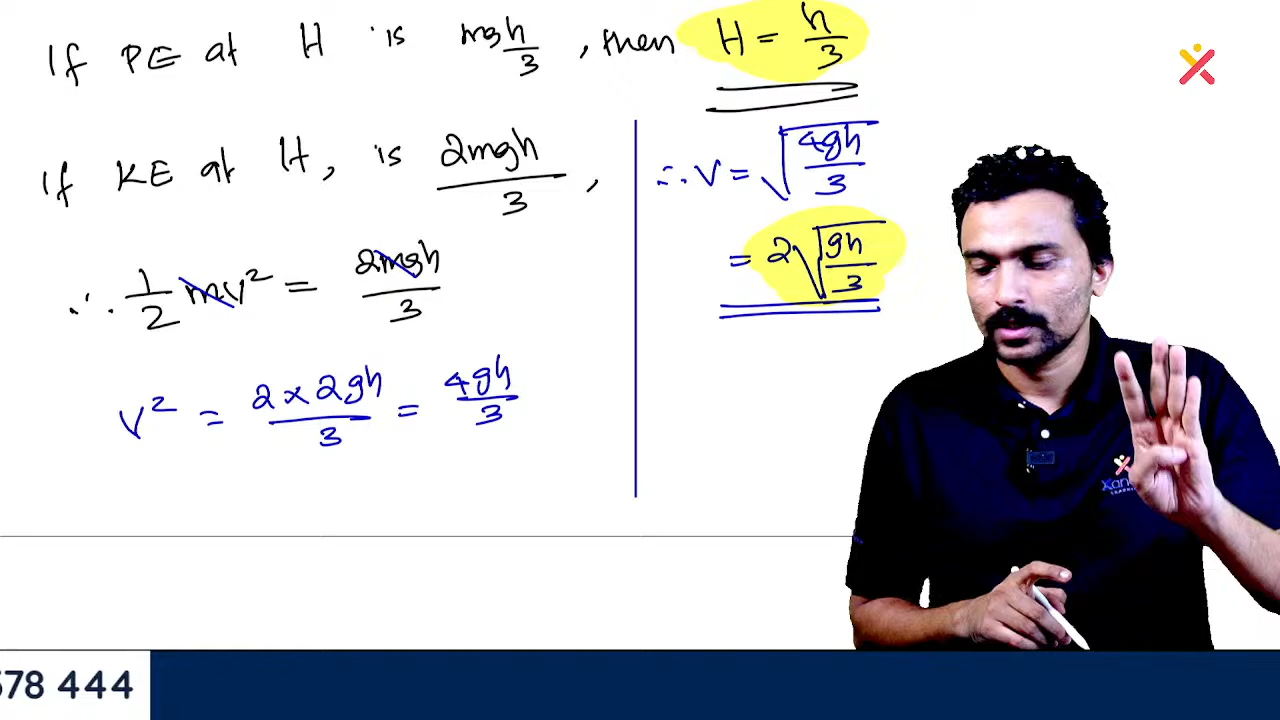 If PE at H is mgh/3, then H = h/3
If KE at H, is 2mgh/3,
∴ 1/2 mv² = 2mgh/3
v² = 2 × 2gh/3 = 4gh/3
∴ v = √(4gh/3)
= 2√(gh/3)
578 444